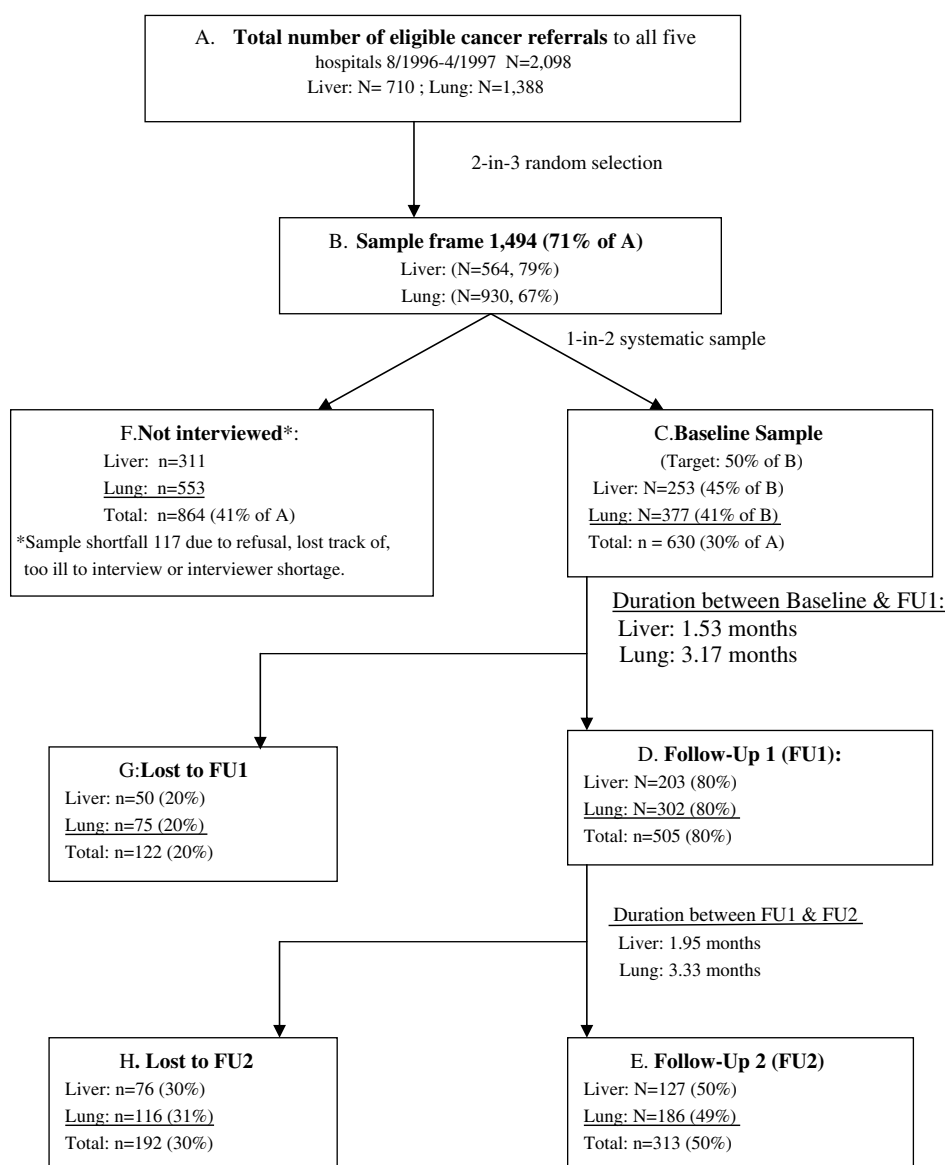 A. Total number of eligible cancer referrals to all five
hospitals 8/1996-4/1997 N=2,098
Liver: N= 710 ; Lung: N=1,388
2-in-3 random selection
B. Sample frame 1,494 (71% of A)
Liver: (N=564, 79%)
Lung: (N=930, 67%)
1-in-2 systematic sample
F.Not interviewed*:
Liver: n=311
Lung: n=553
Total: n=864 (41% of A)
*Sample shortfall 117 due to refusal, lost track of,
too ill to interview or interviewer shortage.
C.Baseline Sample
(Target: 50% of B)
Liver: N=253 (45% of B)
Lung: N=377 (41% of B)
Total: n = 630 (30% of A)
Duration between Baseline & FU1:
Liver: 1.53 months
Lung: 3.17 months
G:Lost to FU1
Liver: n=50 (20%)
Lung: n=75 (20%)
Total: n=122 (20%)
D. Follow-Up 1 (FU1):
Liver: N=203 (80%)
Lung: N=302 (80%)
Total: n=505 (80%)
Duration between FU1 & FU2
Liver: 1.95 months
Lung: 3.33 months
H. Lost to FU2
Liver: n=76 (30%)
Lung: n=116 (31%)
Total: n=192 (30%)
E. Follow-Up 2 (FU2)
Liver: N=127 (50%)
Lung: N=186 (49%)
Total: n=313 (50%)